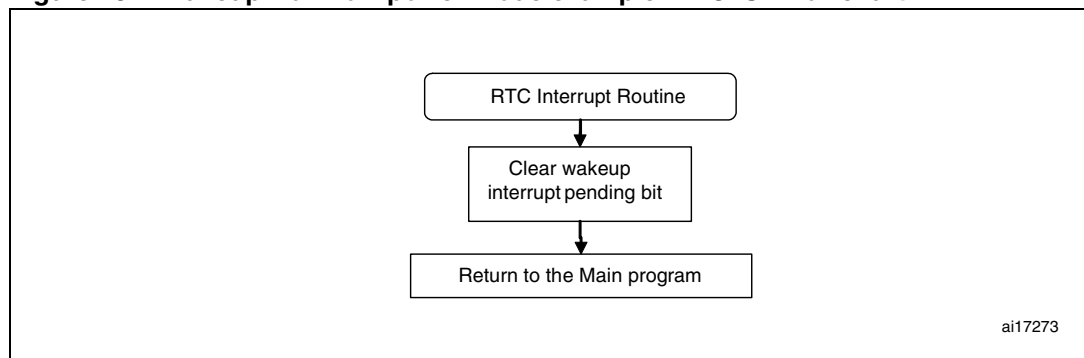 RTC Interrupt Routine
Clear wakeup
interrupt pending bit
Return to the Main program
ai17273